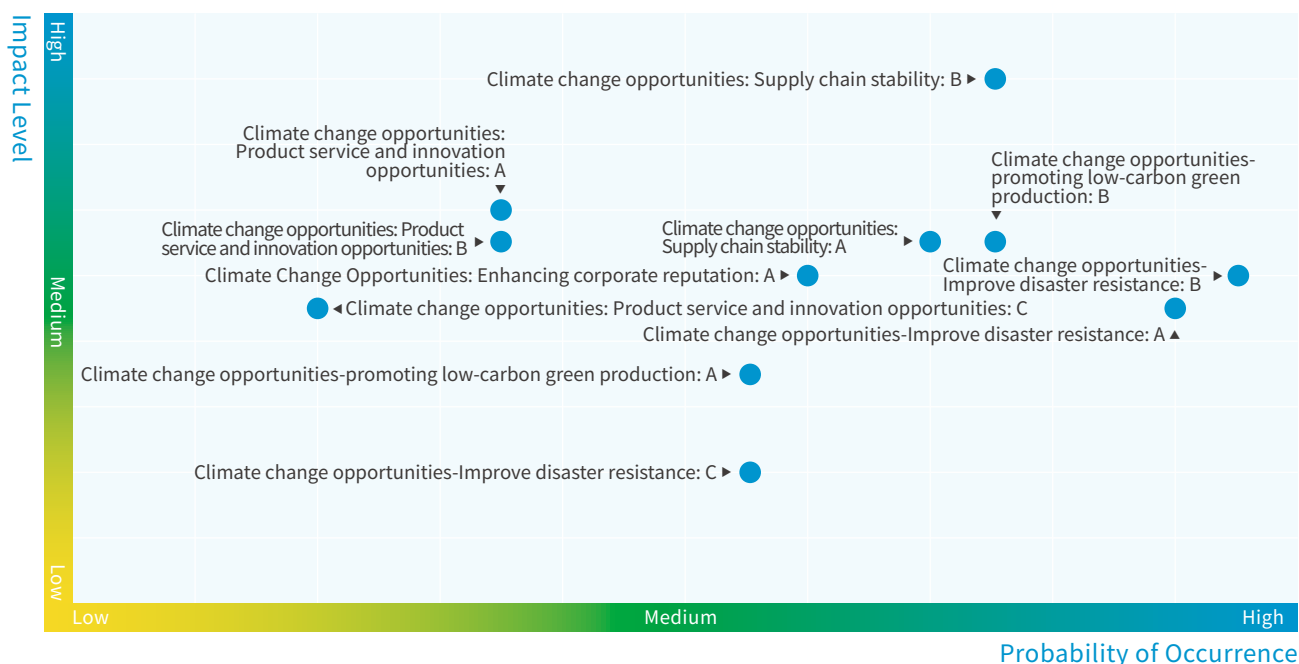 Impact Level
High
Medium
Low
Climate change opportunities: Supply chain stability: B
Climate change opportunities:
Product service and innovation
opportunities: A
Climate change opportunities-
promoting low-carbon green
production: B
Climate change opportunities: Product
service and innovation opportunities: B
Climate change opportunities:
Supply chain stability: A
Climate Change Opportunities: Enhancing corporate reputation: A
Climate change opportunities-
Improve disaster resistance: B
Climate change opportunities: Product service and innovation opportunities: C
Climate change opportunities-Improve disaster resistance: A
Climate change opportunities-promoting low-carbon green production: A
Climate change opportunities-Improve disaster resistance: C
Low
Medium
High
Probability of Occurrence